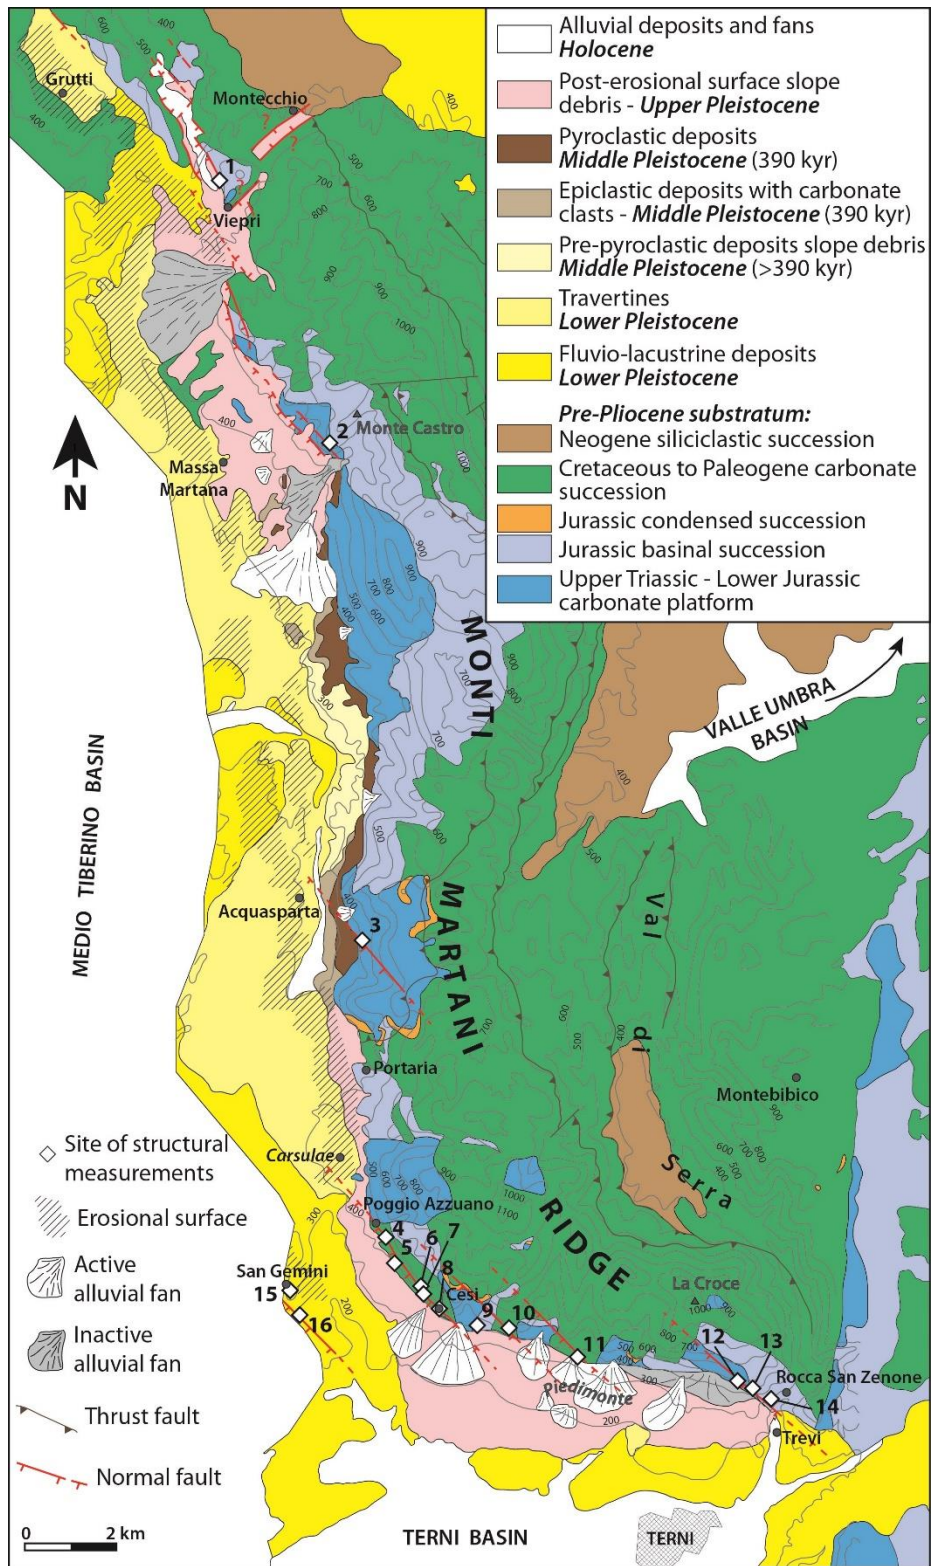 Alluvial deposits and fans
Holocene
Post-erosional surface slope
debris - Upper Pleistocene
Pyroclastic deposits
Middle Pleistocene (390 kyr)
Epiclastic deposits with carbonate
clasts - Middle Pleistocene (390 kyr)
Pre-pyroclastic deposits slope debris
Middle Pleistocene (>390 kyr)
Travertines
Lower Pleistocene
Fluvio-lacustrine deposits
Lower Pleistocene
Pre-Pliocene substratum:
Neogene siliciclastic succession
Cretaceous to Paleogene carbonate
succession
Jurassic condensed succession
Jurassic basinal succession
Upper Triassic - Lower Jurassic
carbonate platform
Grutti
Montecchio
?
?
1
?
Viepri
2
Monte Castro
N
Massa
Martana
MONTI
MARTANI
RIDGE
VALLE UMBRA
BASIN
MEDIO TIBERINO BASIN
Acquasparta
3
Val
di
Serra
Portaria
Montebibico
Carsulae
Poggio Azzuano
4
5
6
7
8
Cesi
9
10
11
La Croce
12
13
Rocca San Zenone
14
Trevi
Piedimonte
San Gemini
15
16
Site of structural
measurements
Erosional surface
Active
alluvial fan
Inactive
alluvial fan
Thrust fault
Normal fault
0 2 km
TERNI BASIN
TERNI